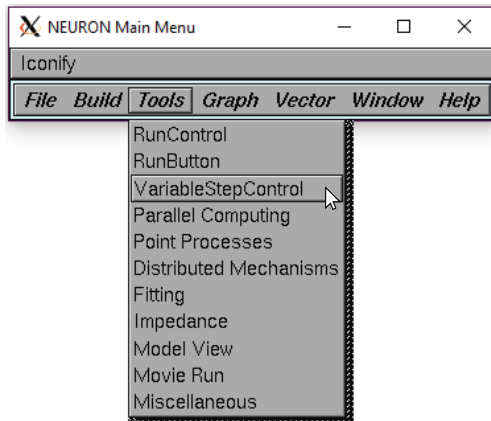 NEURON Main Menu
Iconify
File Build Tools Graph Vector Window Help
RunControl
RunButton
VariableStepControl
Parallel Computing
Point Processes
Distributed Mechanisms
Fitting
Impedance
Model View
Movie Run
Miscellaneous